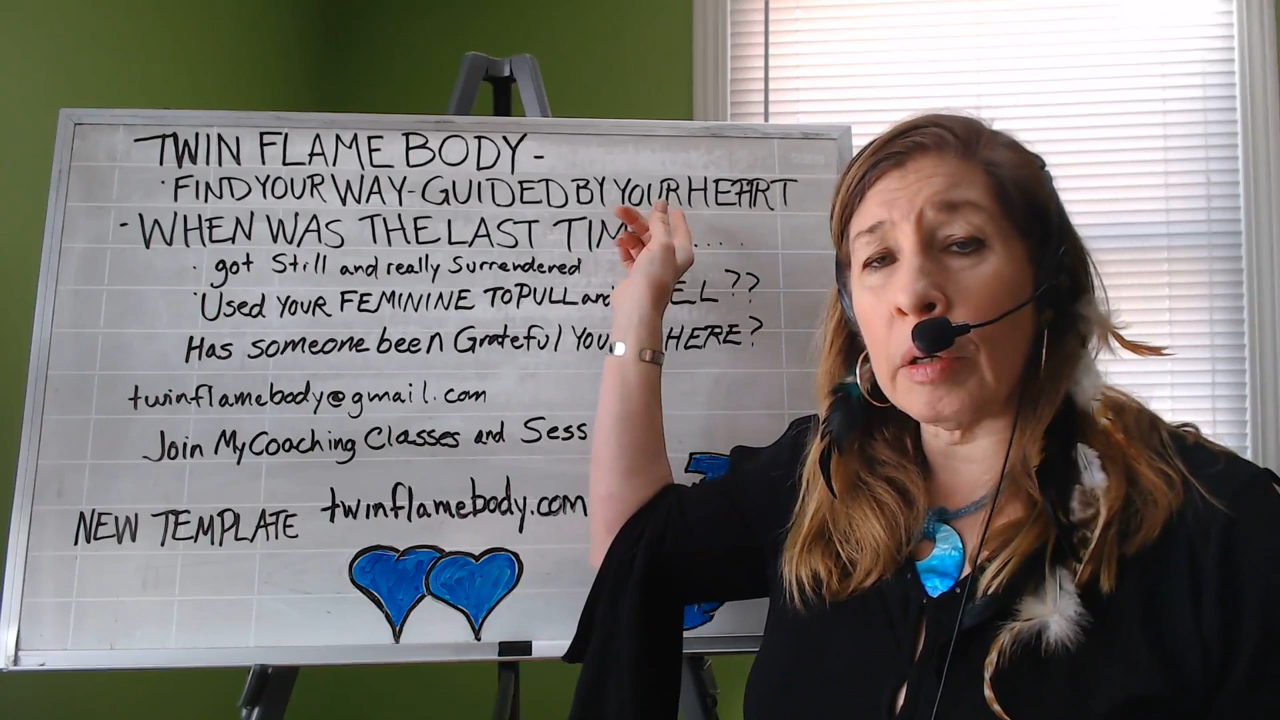 TWIN FLAME BODY-
· FIND YOUR WAY-GUIDED BY YOUR HEART
- WHEN WAS THE LAST TIM ....
· got Still and really Surrendered
· USED YOUR FEMININE TO PULL and EL??
Has someone been Grateful YOU HERE?
twinflamebody@gmail.com
Join My Coaching Classes and Sess
NEW TEMPLATE twinflamebody.com